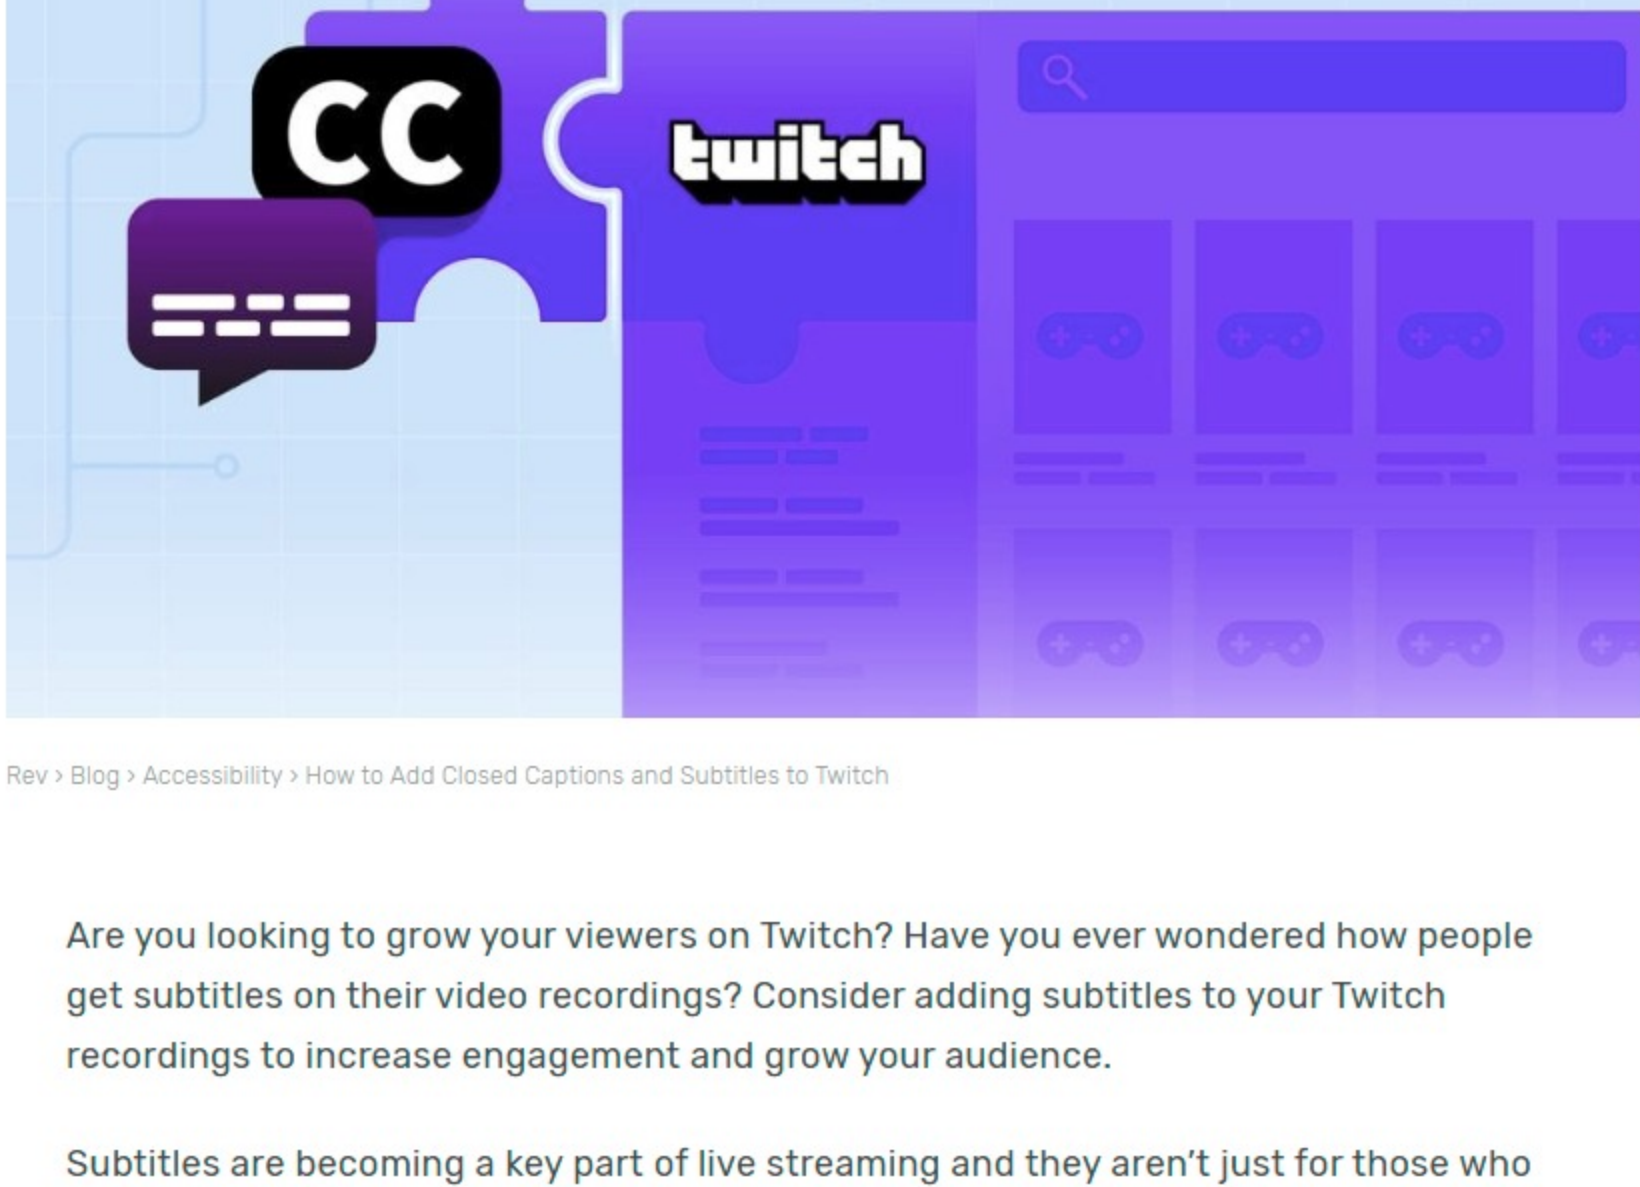 CC
twitch
Rev > Blog > Accessibility > How to Add Closed Captions and Subtitles to Twitch
Are you looking to grow your viewers on Twitch? Have you ever wondered how people
get subtitles on their video recordings? Consider adding subtitles to your Twitch
recordings to increase engagement and grow your audience.
Subtitles are becoming a key part of live streaming and they aren’t just for those who